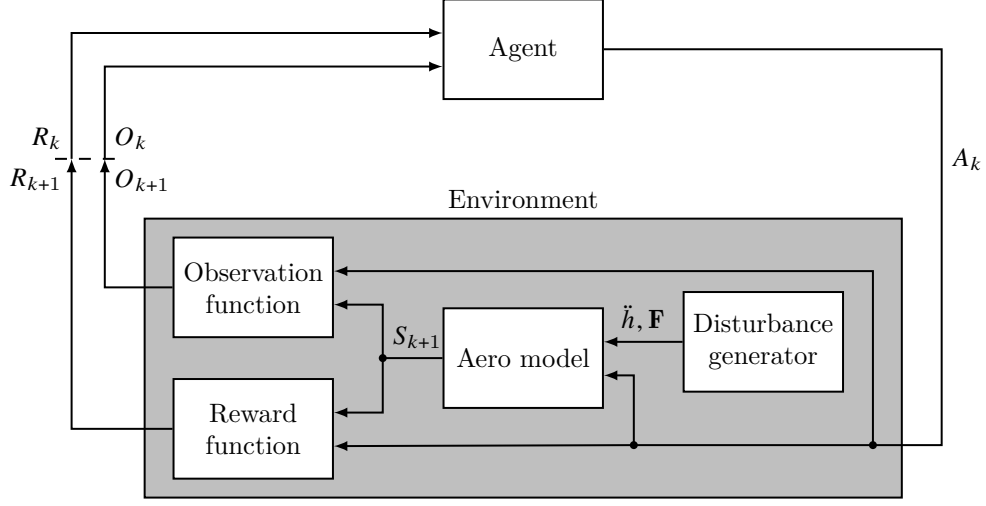 Agent
R_k
O_k
R_{k+1}
O_{k+1}
A_k
Environment
Observation
function
S_{k+1}
Aero model
ḧ, F
Disturbance
generator
Reward
function